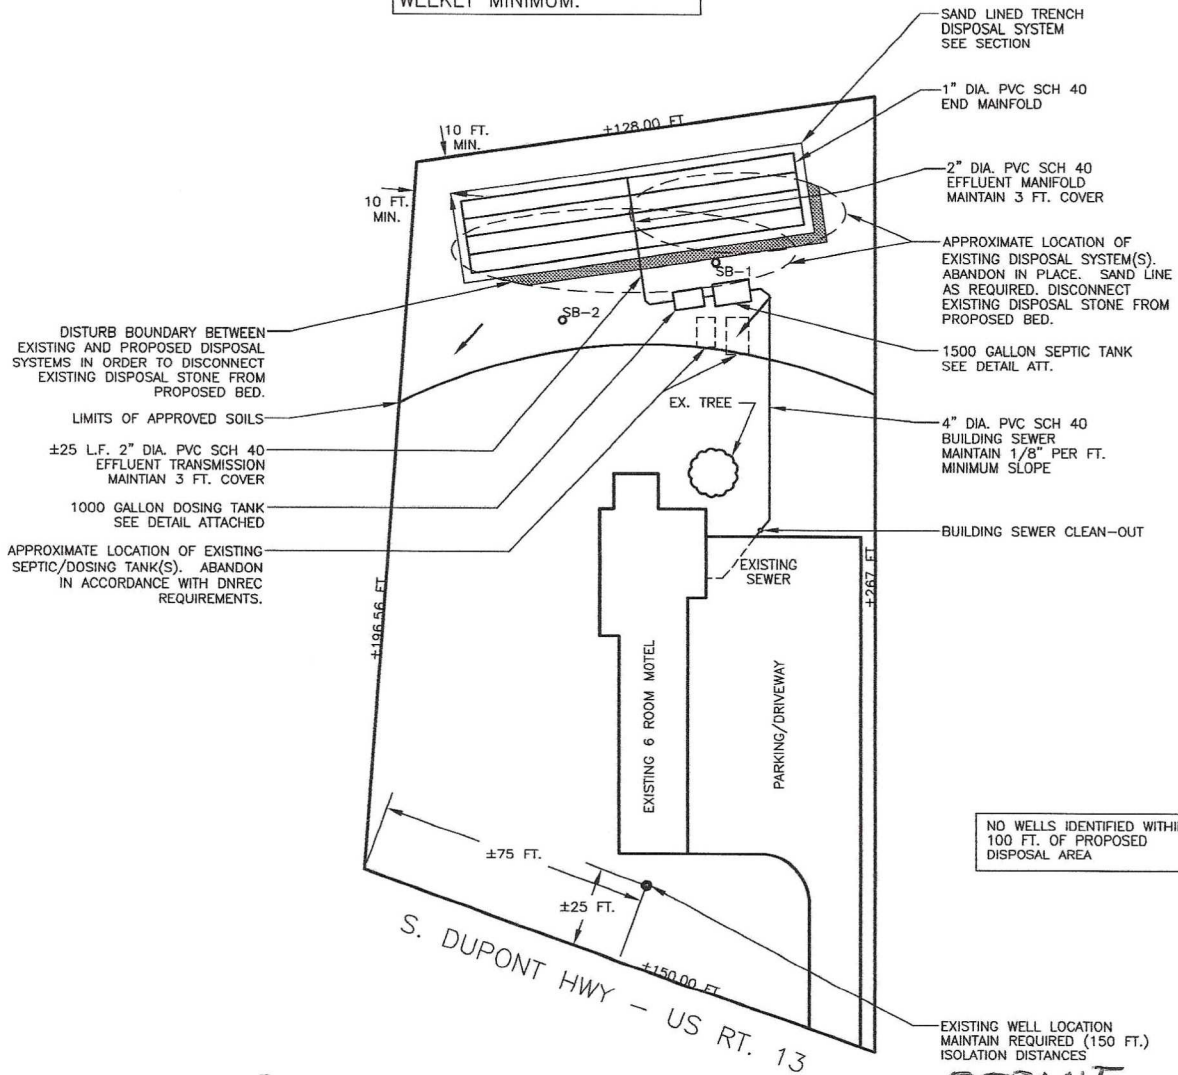 WEEKLY MINIMUM.
SAND LINED TRENCH
DISPOSAL SYSTEM
SEE SECTION
1" DIA. PVC SCH 40
END MAINFOLD
2" DIA. PVC SCH 40
EFFLUENT MANIFOLD
MAINTAIN 3 FT. COVER
APPROXIMATE LOCATION OF
EXISTING DISPOSAL SYSTEM(S).
ABANDON IN PLACE. SAND LINE
AS REQUIRED. DISCONNECT
EXISTING DISPOSAL STONE FROM
PROPOSED BED.
1500 GALLON SEPTIC TANK
SEE DETAIL ATT.
4" DIA. PVC SCH 40
BUILDING SEWER
MAINTAIN 1/8" PER FT.
MINIMUM SLOPE
BUILDING SEWER CLEAN-OUT
10 FT.
MIN.
±128.00 FT
10 FT.
MIN.
SB-1
SB-2
DISTURB BOUNDARY BETWEEN
EXISTING AND PROPOSED DISPOSAL
SYSTEMS IN ORDER TO DISCONNECT
EXISTING DISPOSAL STONE FROM
PROPOSED BED.
LIMITS OF APPROVED SOILS
±25 L.F. 2" DIA. PVC SCH 40
EFFLUENT TRANSMISSION
MAINTIAN 3 FT. COVER
1000 GALLON DOSING TANK
SEE DETAIL ATTACHED
APPROXIMATE LOCATION OF EXISTING
SEPTIC/DOSING TANK(S). ABANDON
IN ACCORDANCE WITH DNREC
REQUIREMENTS.
EX. TREE
EXISTING
SEWER
±196.56 FT
±267 FT
EXISTING 6 ROOM MOTEL
PARKING/DRIVEWAY
NO WELLS IDENTIFIED WITHI
100 FT. OF PROPOSED
DISPOSAL AREA
±75 FT.
±25 FT.
±150.00 FT
S. DUPONT HWY - US RT. 13
EXISTING WELL LOCATION
MAINTAIN REQUIRED (150 FT.)
ISOLATION DISTANCES